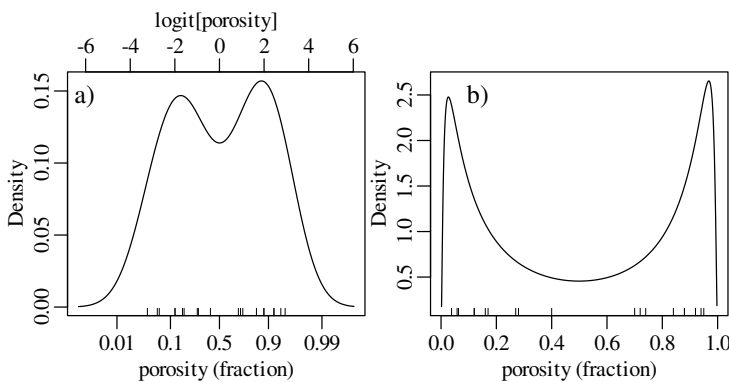 logit[porosity]
-6 -4 -2 0 2 4 6
a)
Density
0.00 0.05 0.10 0.15
0.01 0.1 0.5 0.9 0.99
porosity (fraction)
b)
Density
0.5 1.0 1.5 2.0 2.5
0.0 0.2 0.4 0.6 0.8 1.0
porosity (fraction)